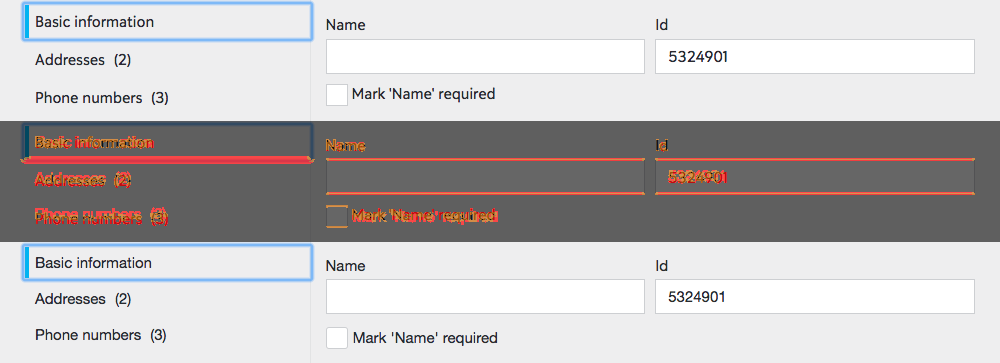 Basic information
Name
Id
5324901
Addresses (2)
Phone numbers (3)
Mark 'Name' required
Basic information
Name
Id
Addresses (2)
5324901
Phone numbers (3)
Mark 'Name' required
Basic information
Name
Id
Addresses (2)
5324901
Phone numbers (3)
Mark 'Name' required